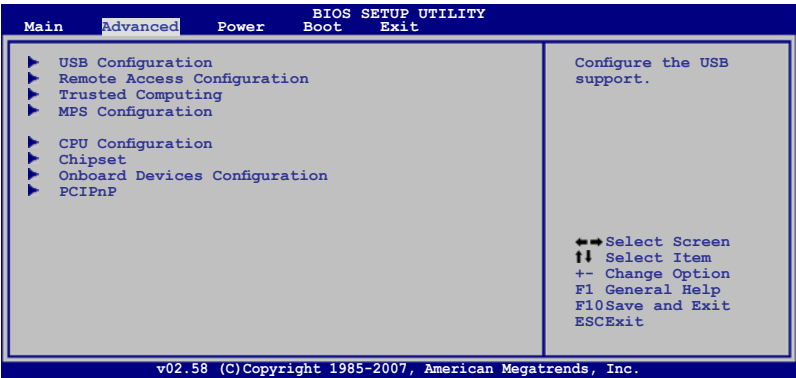 BIOS SETUP UTILITY
Main Advanced Power Boot Exit
USB Configuration
Remote Access Configuration
Trusted Computing
MPS Configuration
CPU Configuration
Chipset
Onboard Devices Configuration
PCIPnP
Configure the USB
support.
Select Screen
Select Item
+- Change Option
F1 General Help
F10Save and Exit
ESCExit
v02.58 (C)Copyright 1985-2007, American Megatrends, Inc.